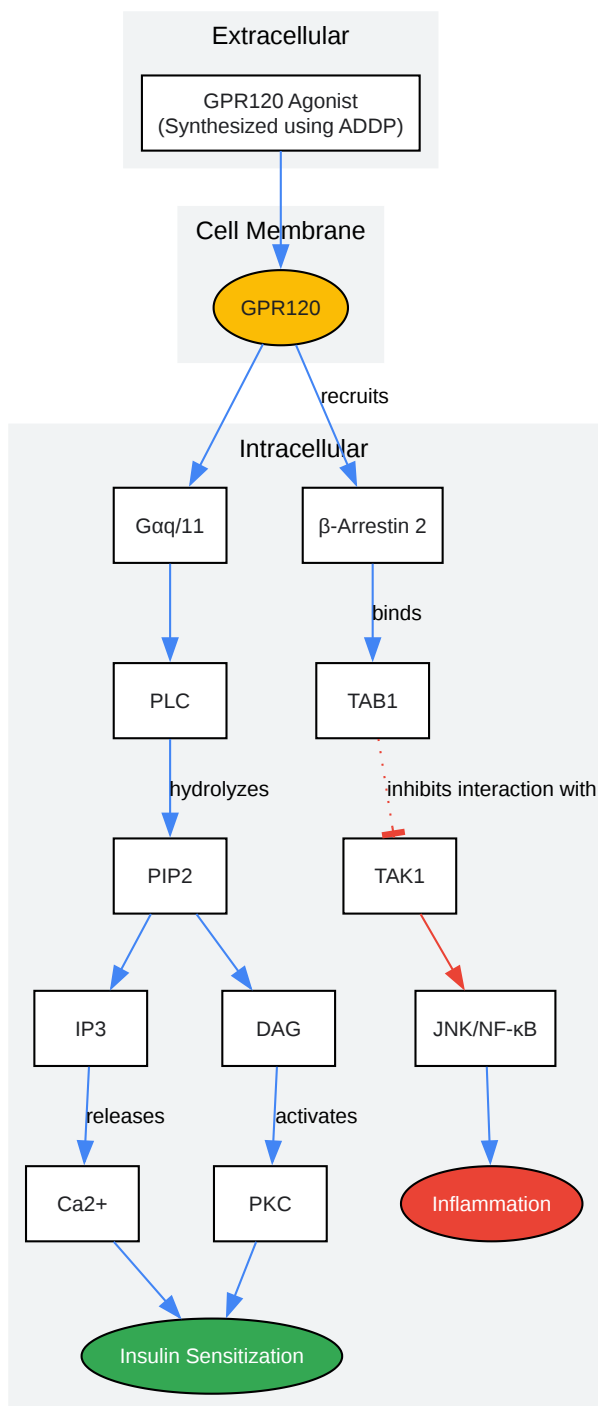 Extracellular
GPR120 Agonist
(Synthesized using ADDP)
Cell Membrane
GPR120
recruits
Intracellular
Gαq/11
β-Arrestin 2
binds
PLC
TAB1
hydrolyzes
inhibits interaction with
PIP2
TAK1
IP3
DAG
JNK/NF-κB
releases
activates
Ca2+
PKC
Inflammation
Insulin Sensitization